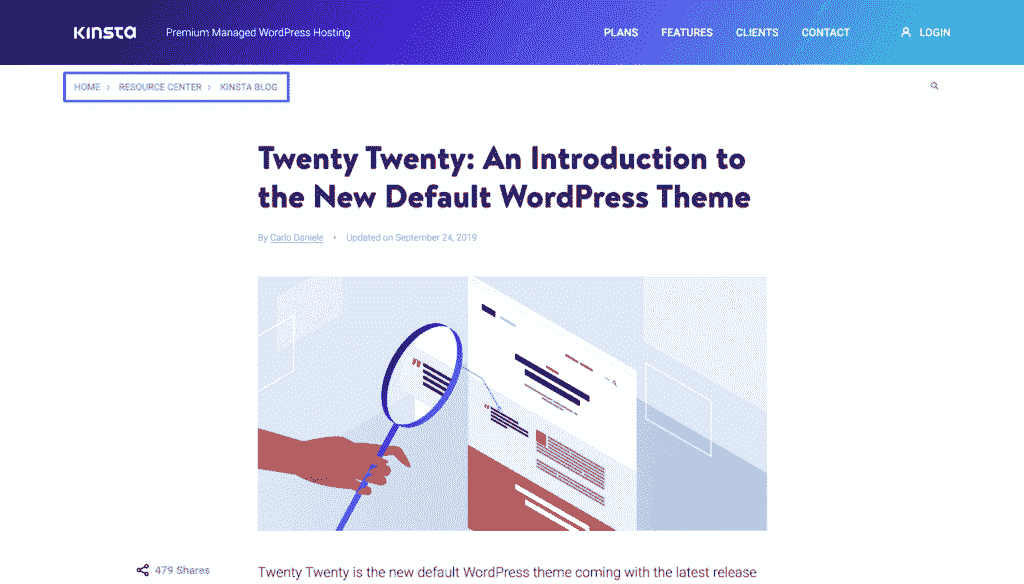 KINSTA Premium Managed WordPress Hosting PLANS FEATURES CLIENTS CONTACT LOGIN
HOME > RESOURCE CENTER > KINSTA BLOG
Twenty Twenty: An Introduction to
the New Default WordPress Theme
By Carlo Daniele • Updated on September 24, 2019
479 Shares
Twenty Twenty is the new default WordPress theme coming with the latest release